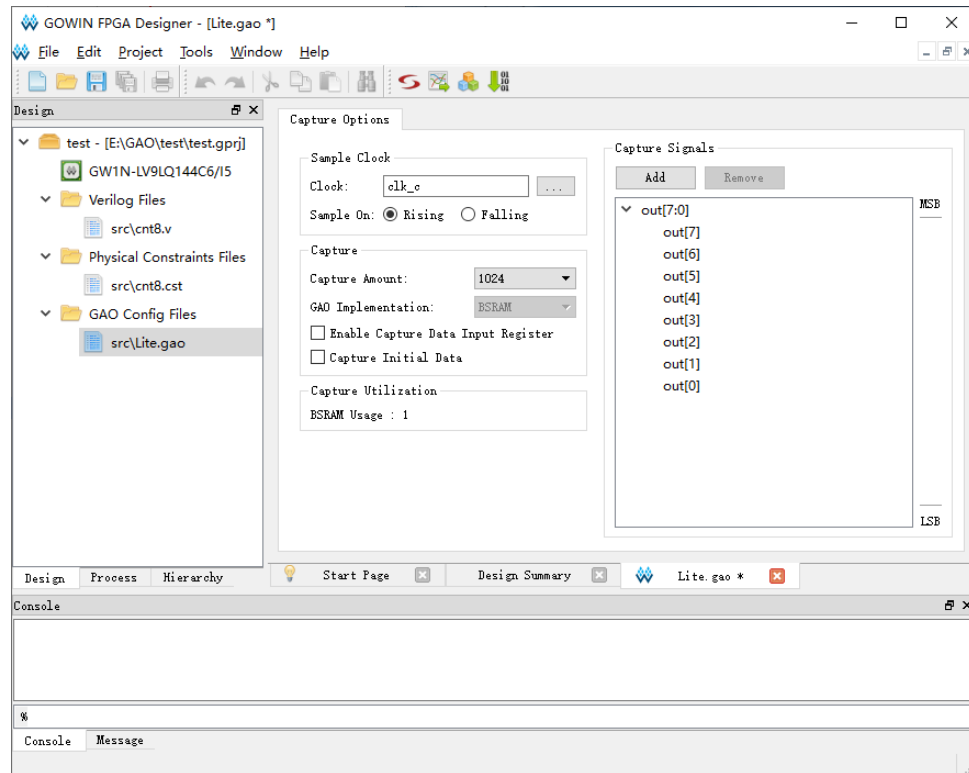 GOWIN FPGA Designer - [Lite.gao *]
File Edit Project Tools Window Help
Design
test - [E:\GAO\test\test.gprj]
GW1N-LV9LQ144C6/I5
Verilog Files
src\cnt8.v
Physical Constraints Files
src\cnt8.cst
GAO Config Files
src\Lite.gao
Design Process Hierarchy
Capture Options
Sample Clock
Clock: clk_c ...
Sample On: Rising Falling
Capture
Capture Amount: 1024
GAO Implementation: BSRAM
Enable Capture Data Input Register
Capture Initial Data
Capture Utilization
BSRAM Usage : 1
Capture Signals
Add Remove
out[7:0]
out[7]
out[6]
out[5]
out[4]
out[3]
out[2]
out[1]
out[0]
MSB
LSB
Start Page Design Summary Lite.gao *
Console
%
Console Message